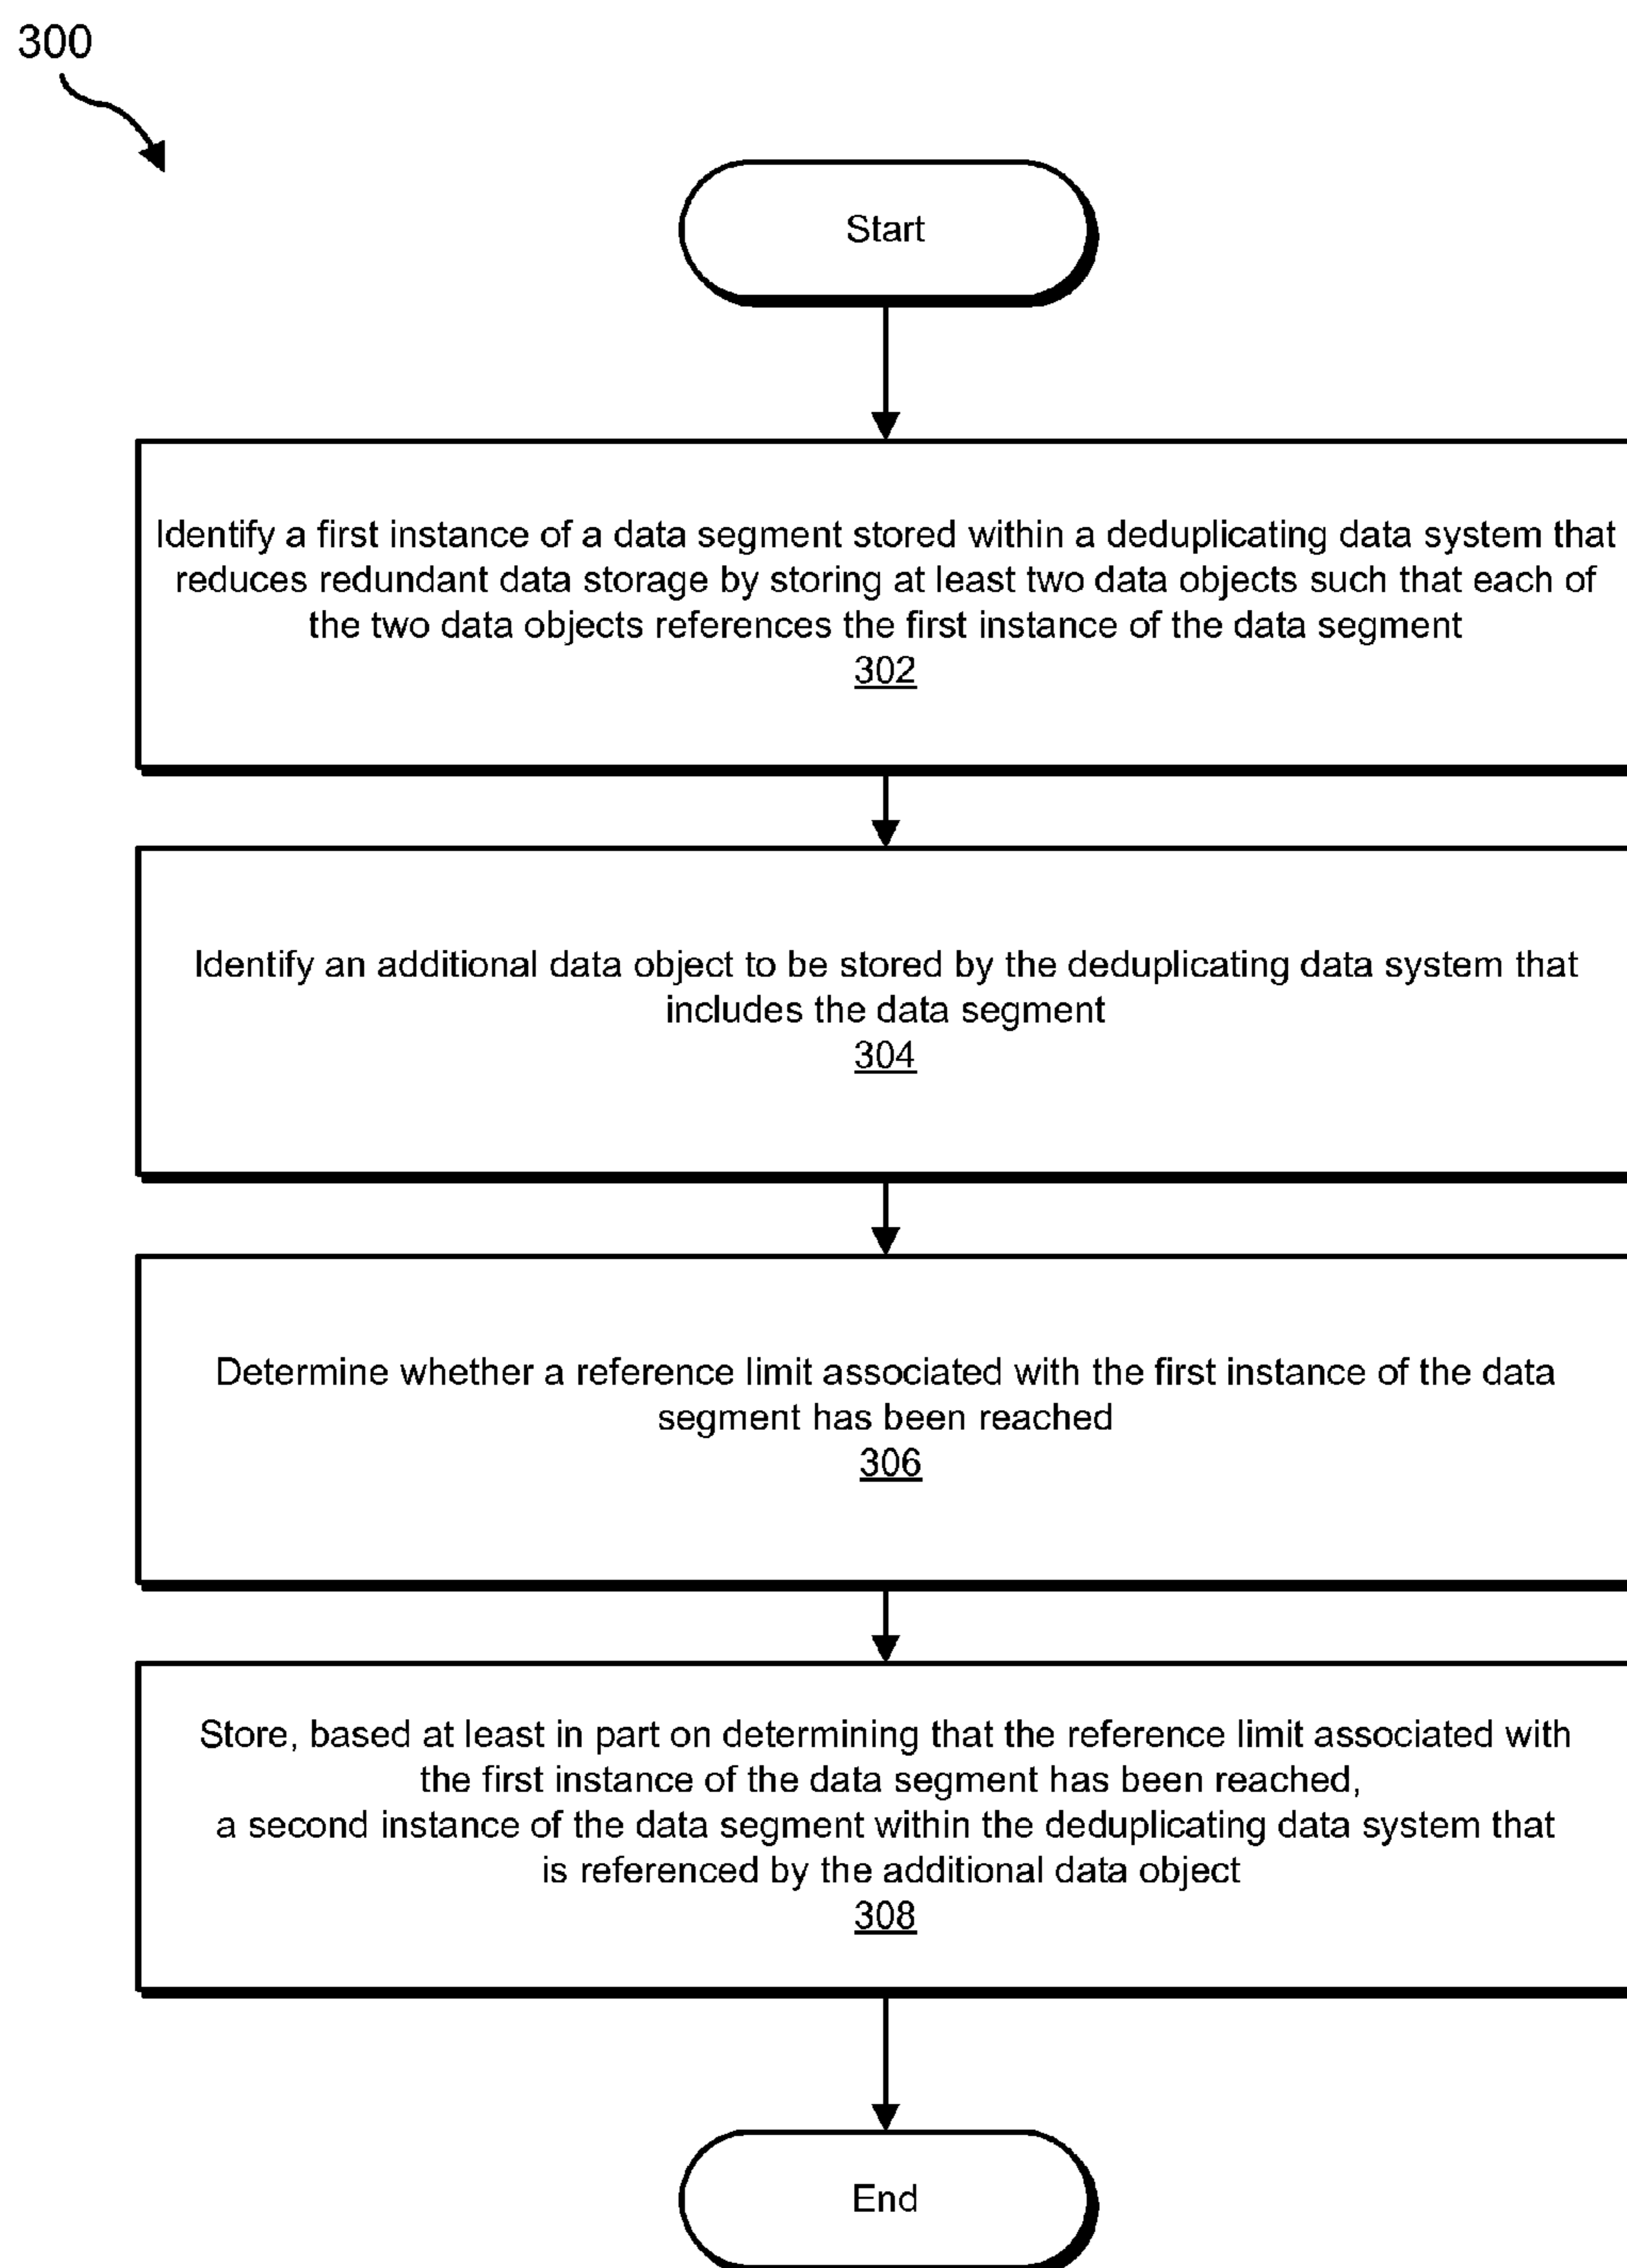 300
Start
Identify a first instance of a data segment stored within a deduplicating data system that
reduces redundant data storage by storing at least two data objects such that each of
the two data objects references the first instance of the data segment
302
Identify an additional data object to be stored by the deduplicating data system that
includes the data segment
304
Determine whether a reference limit associated with the first instance of the data
segment has been reached
306
Store, based at least in part on determining that the reference limit associated with
the first instance of the data segment has been reached,
a second instance of the data segment within the deduplicating data system that
is referenced by the additional data object
308
End